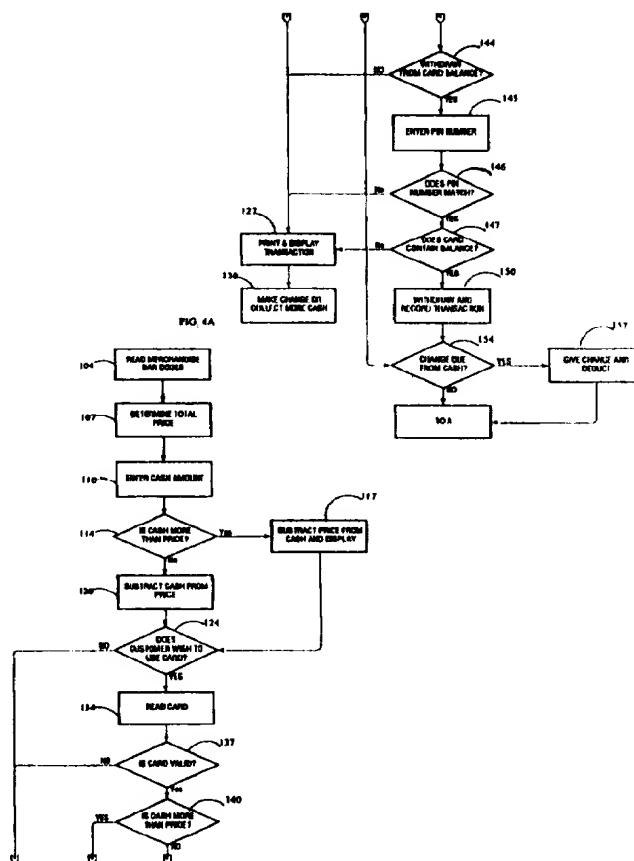 144
WITHDRAW
FROM CARD BALANCE?
NO
YES
145
ENTER PIN NUMBER
146
DOES PIN
NUMBER MATCH?
No
YES
147
DOES CARD
CONTAIN BALANCE?
No
YES
127
PRINT & DISPLAY
TRANSACTION
130
MAKE CHANGE OR
COLLECT MORE CASH
150
WITHDRAW AND
RECORD TRANSACTION
154
CHANGE DUE
FROM CASH?
YES
NO
157
GIVE CHANGE AND
DEDUCT
TO A
FIG. 4A
104
READ MERCHANDISE
BAR CODES
107
DETERMINE TOTAL
PRICE
110
ENTER CASH AMOUNT
114
IS CASH MORE
THAN PRICE?
Yes
No
117
SUBTRACT PRICE FROM
CASH AND DISPLAY
120
SUBTRACT CASH FROM
PRICE
124
DOES
CUSTOMER WISH TO
USE CARD?
NO
YES
134
READ CARD
137
IS CARD VALID?
NO
Yes
140
IS CASH MORE
THAN PRICE?
YES
NO